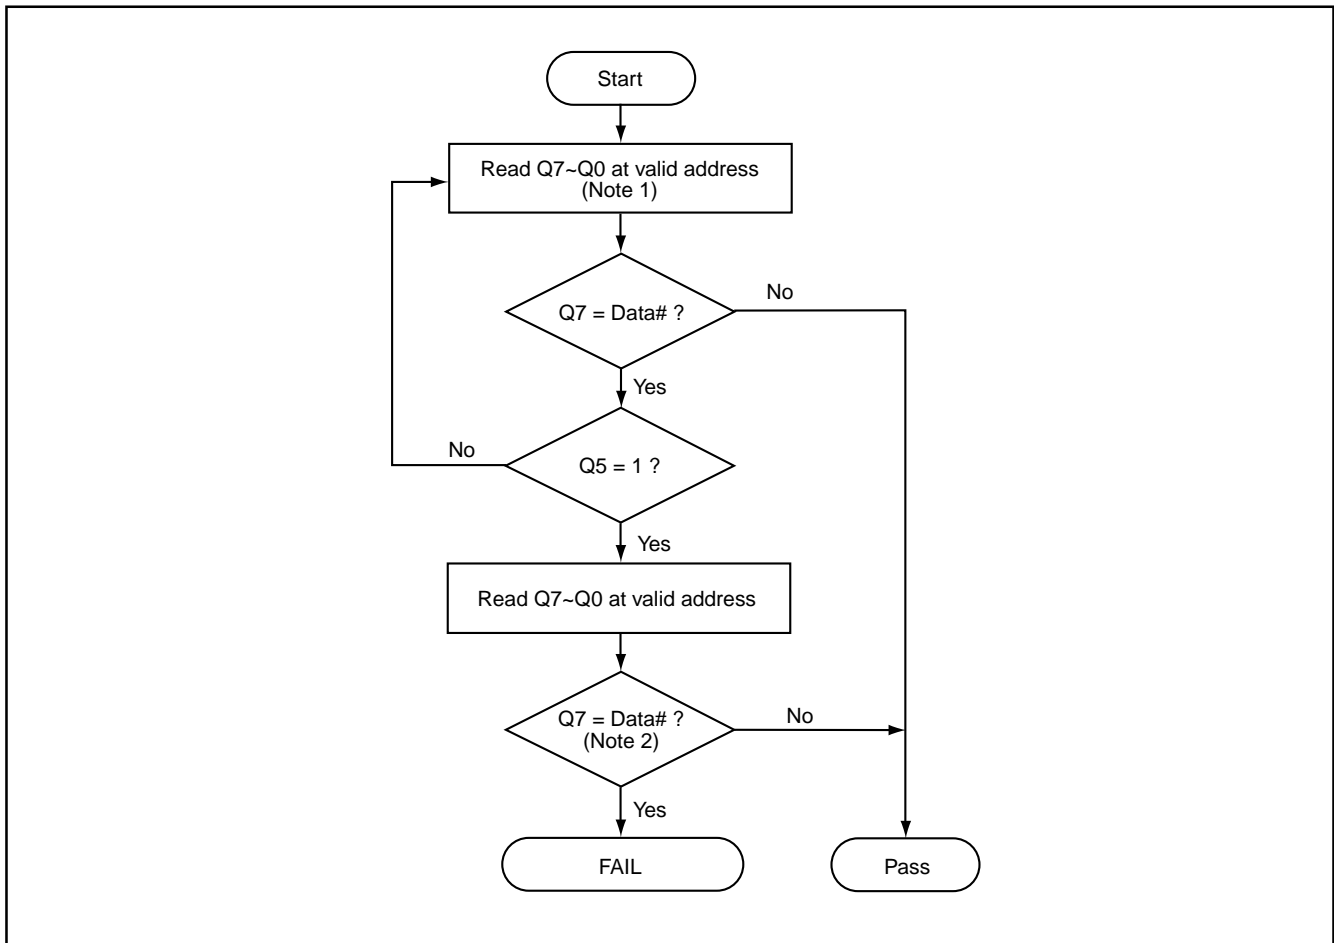 Start
Read Q7~Q0 at valid address
(Note 1)
Q7 = Data# ?
No
Yes
Q5 = 1 ?
No
Yes
Read Q7~Q0 at valid address
Q7 = Data# ?
(Note 2)
No
Yes
FAIL
Pass